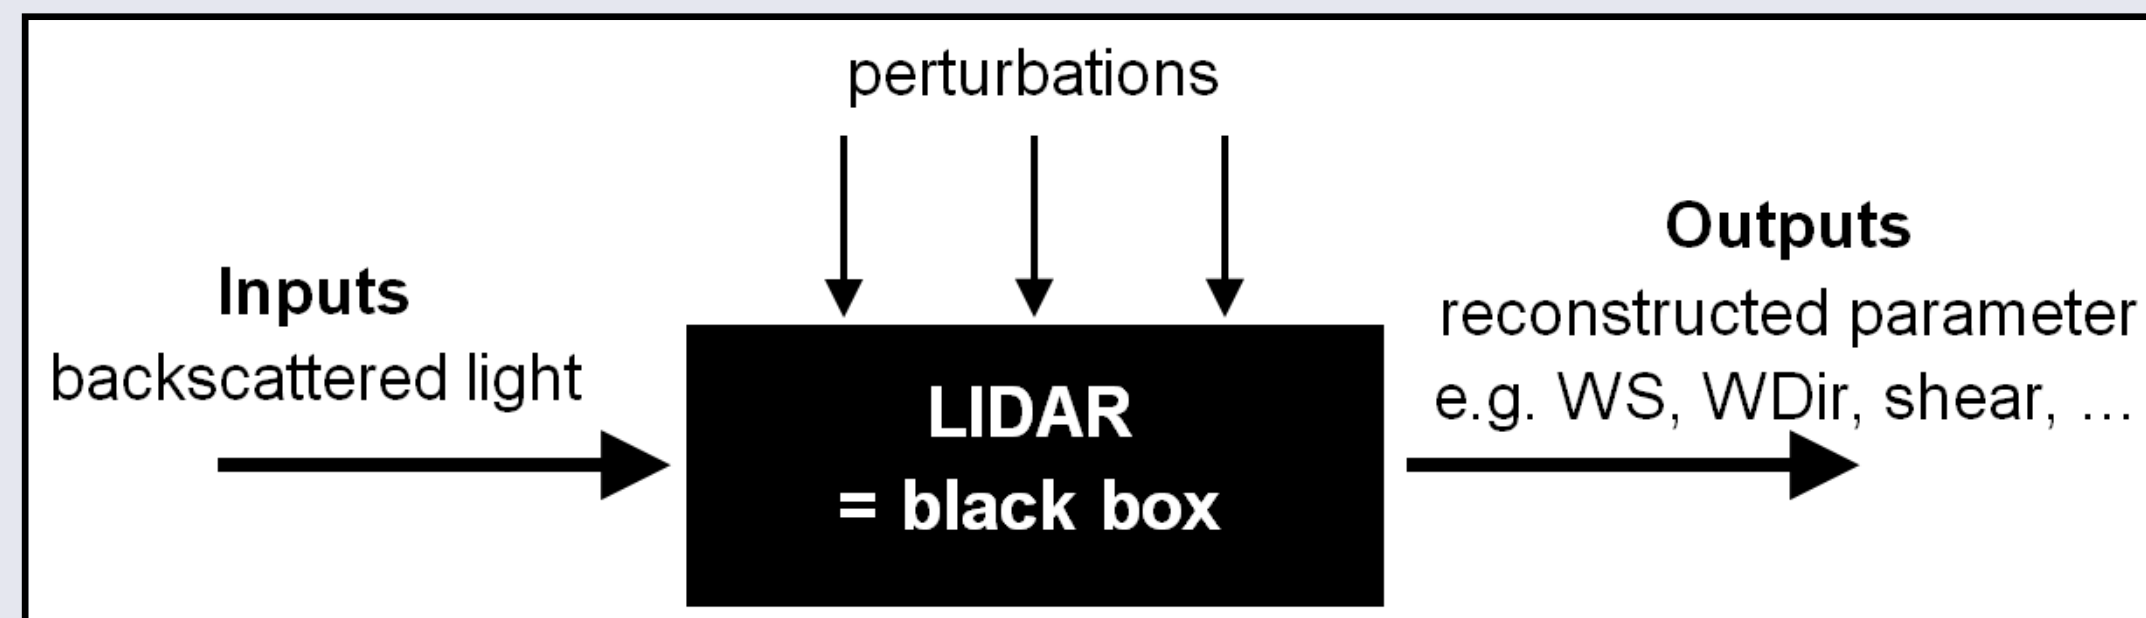 perturbations
Inputs
backscattered light
LIDAR
= black box
Outputs
reconstructed parameter
e.g. WS, WDir, shear, ...